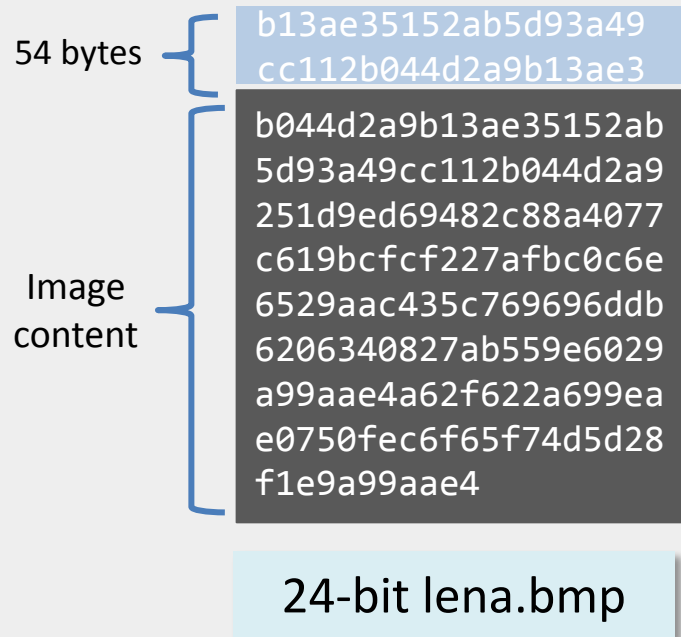 54 bytes
b13ae35152ab5d93a49
cc112b044d2a9b13ae3
Image
content
b044d2a9b13ae35152ab
5d93a49cc112b044d2a9
251d9ed69482c88a4077
c619bcfcf227afbc0c6e
6529aac435c769696ddb
6206340827ab559e6029
a99aae4a62f622a699ea
e0750fec6f65f74d5d28
f1e9a99aae4
24-bit lena.bmp